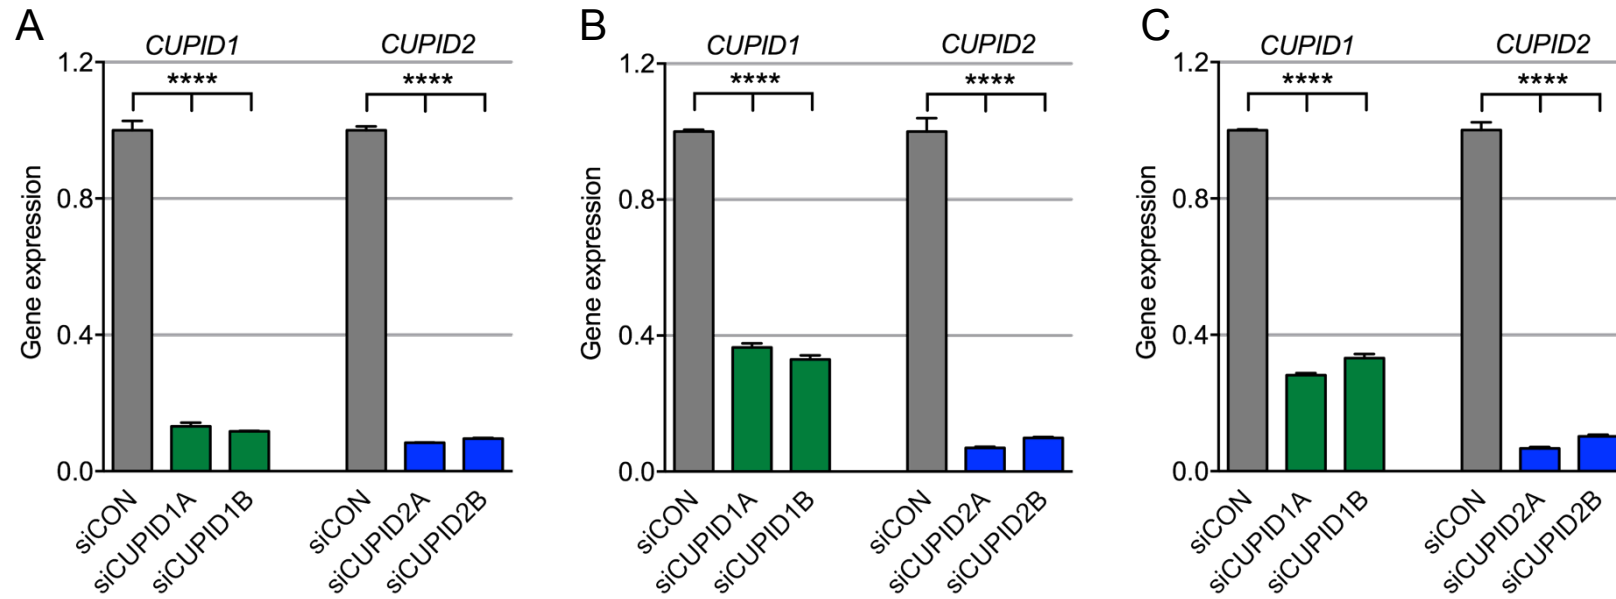 A
CUPID1
CUPID2
****
****
Gene expression
1.2
0.8
0.4
0.0
siCON
siCUPID1A
siCUPID1B
siCON
siCUPID2A
siCUPID2B
B
CUPID1
CUPID2
****
****
Gene expression
1.2
0.8
0.4
0.0
siCON
siCUPID1A
siCUPID1B
siCON
siCUPID2A
siCUPID2B
C
CUPID1
CUPID2
****
****
Gene expression
1.2
0.8
0.4
0.0
siCON
siCUPID1A
siCUPID1B
siCON
siCUPID2A
siCUPID2B